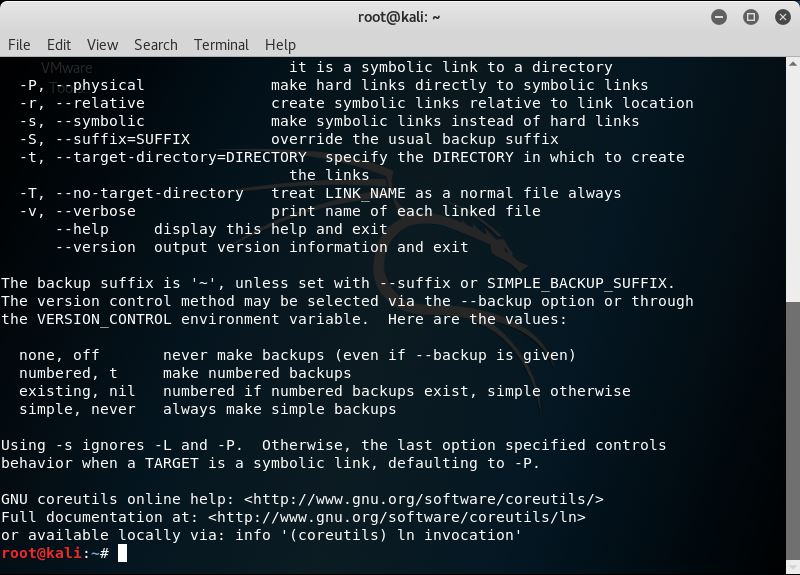 root@kali: ~
File Edit View Search Terminal Help
VMware
it is a symbolic link to a directory
Tools
-P, --physical make hard links directly to symbolic links
-r, --relative create symbolic links relative to link location
-s, --symbolic make symbolic links instead of hard links
-S, --suffix=SUFFIX override the usual backup suffix
-t, --target-directory=DIRECTORY specify the DIRECTORY in which to create
the links
-T, --no-target-directory treat LINK_NAME as a normal file always
-v, --verbose print name of each linked file
--help display this help and exit
--version output version information and exit
The backup suffix is '~', unless set with --suffix or SIMPLE_BACKUP_SUFFIX.
The version control method may be selected via the --backup option or through
the VERSION_CONTROL environment variable. Here are the values:
none, off never make backups (even if --backup is given)
numbered, t make numbered backups
existing, nil numbered if numbered backups exist, simple otherwise
simple, never always make simple backups
Using -s ignores -L and -P. Otherwise, the last option specified controls
behavior when a TARGET is a symbolic link, defaulting to -P.
GNU coreutils online help: <http://www.gnu.org/software/coreutils/>
Full documentation at: <http://www.gnu.org/software/coreutils/ln>
or available locally via: info '(coreutils) ln invocation'
root@kali:~#